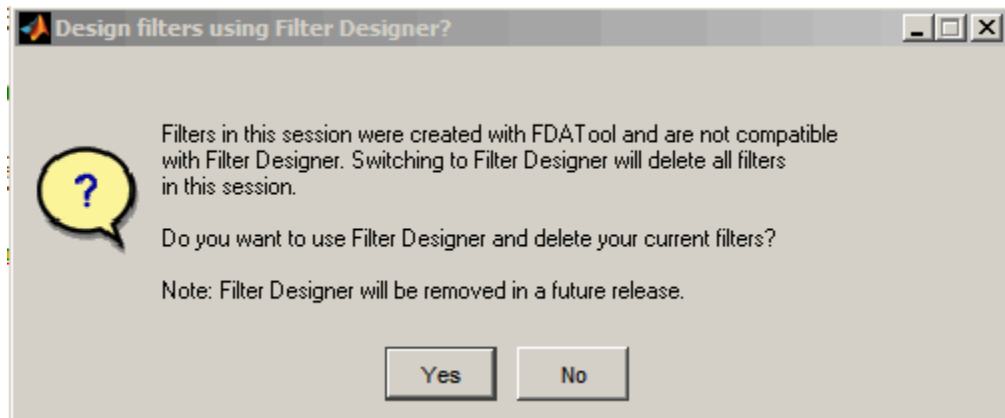 Design filters using Filter Designer?
Filters in this session were created with FDATool and are not compatible
with Filter Designer. Switching to Filter Designer will delete all filters
in this session.
?
Do you want to use Filter Designer and delete your current filters?
Note: Filter Designer will be removed in a future release.
Yes
No